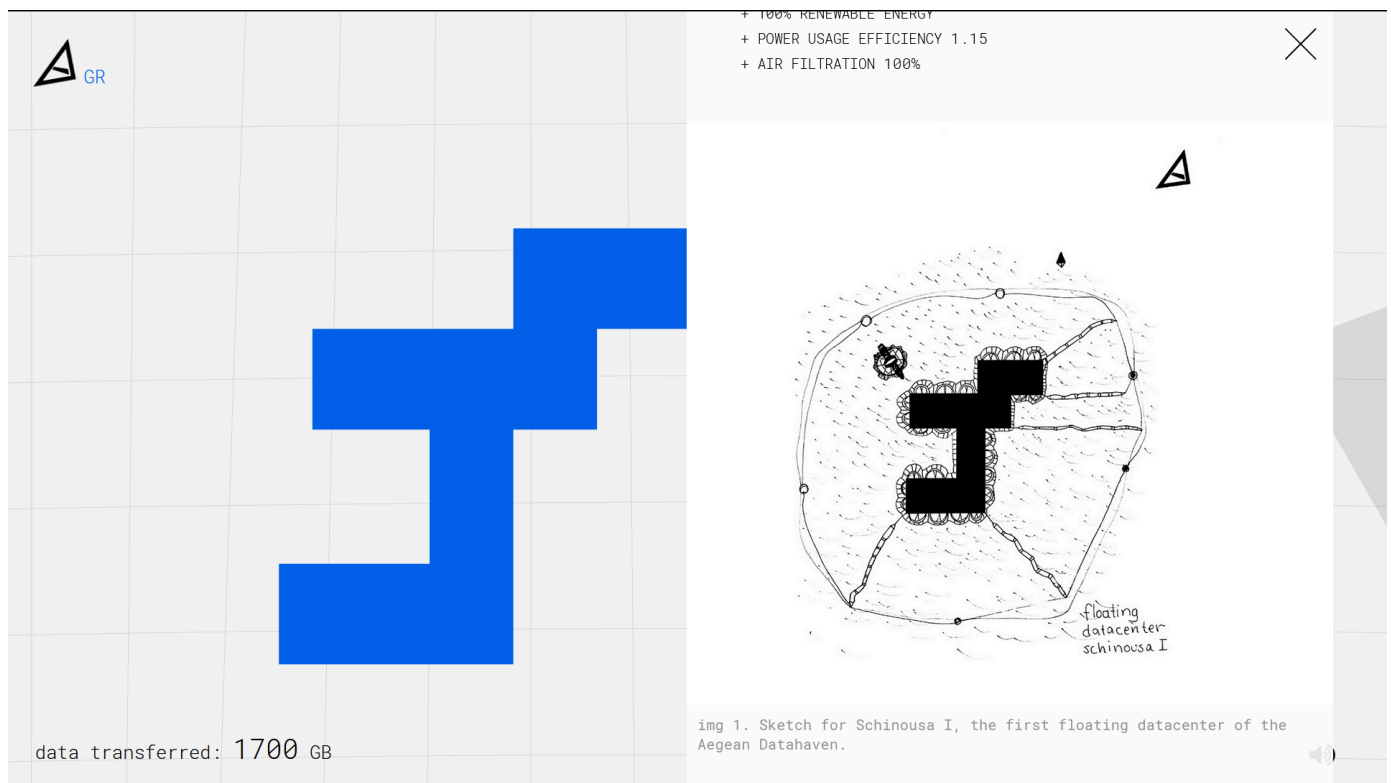 GR
data transferred: 1700 GB
+ 100% RENEWABLE ENERGY
+ POWER USAGE EFFICIENCY 1.15
+ AIR FILTRATION 100%
floating
datacenter
schinousa I
img 1. Sketch for Schinousa I, the first floating datacenter of the
Aegean Datahaven.